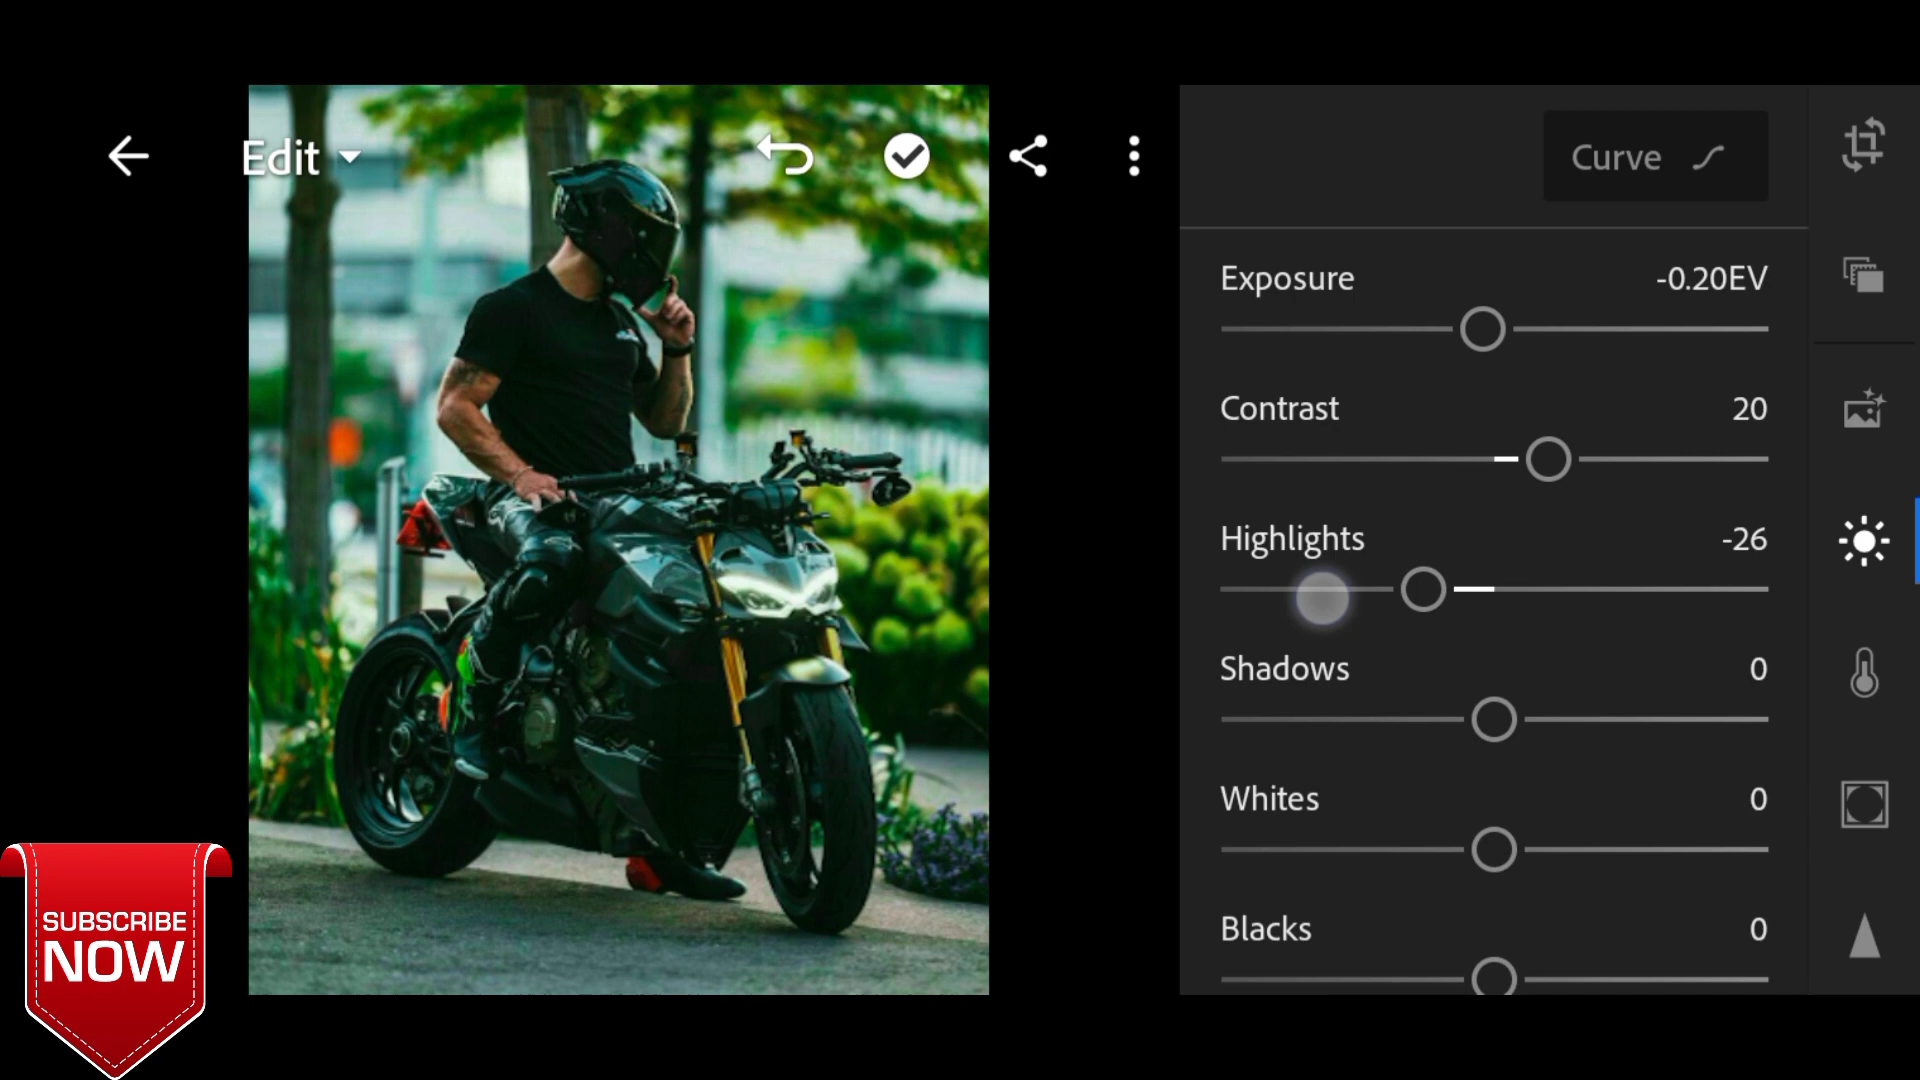 Edit
Curve
Exposure -0.20EV
Contrast 20
Highlights -26
Shadows 0
Whites 0
Blacks 0
SUBSCRIBE
NOW